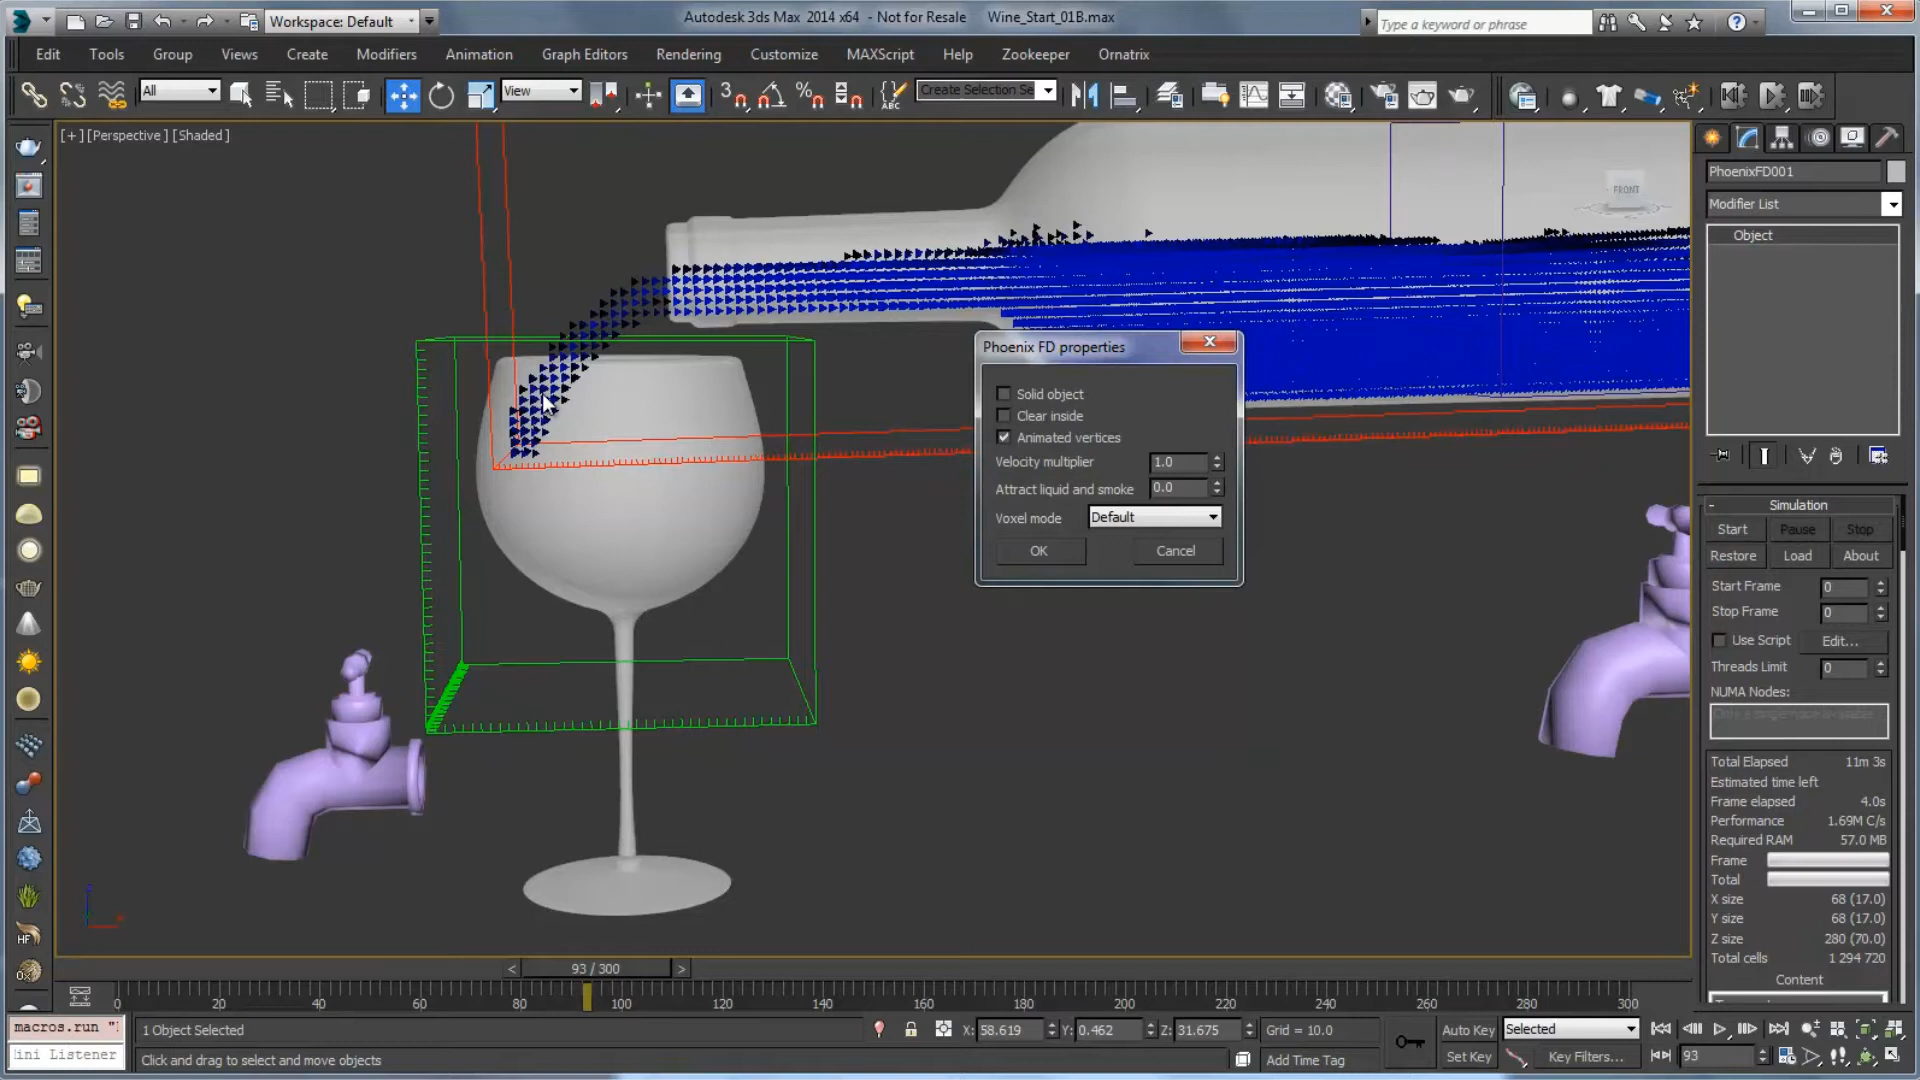 Workspace: Default
Autodesk 3ds Max 2014 x64 - Not for Resale Wine_Start_01B.max
Type a keyword or phrase
Edit Tools Group Views Create Modifiers Animation Graph Editors Rendering Customize MAXScript Help Zookeeper Ornatrix
All
View
3
%
ABC
Create Selection Se
[+] [Perspective] [Shaded]
FRONT
PhoenixFD001
Modifier List
Object
Phoenix FD properties
Solid object
Clear inside
Animated vertices
Velocity multiplier 1.0
Attract liquid and smoke 0.0
Voxel mode Default
OK Cancel
- Simulation
Start Pause Stop
Restore Load About
Start Frame 0
Stop Frame 0
Use Script Edit...
Threads Limit 0
NUMA Nodes:
Total Elapsed 11m 3s
Estimated time left
Frame elapsed 4.0s
Performance 1.69M C/s
Required RAM 57.0 MB
Frame
Total
X size 68 (17.0)
Y size 68 (17.0)
Z size 280 (70.0)
Total cells 1 294 720
Content
HF
< 93 / 300 >
0 20 40 60 80 100 120 140 160 180 200 220 240 260 280 300
macros.run "
1 Object Selected
X: 58.619 Y: 0.462 Z: 31.675 Grid = 10.0
Auto Key Selected
ini Listener
Click and drag to select and move objects
Add Time Tag
Set Key Key Filters... 93